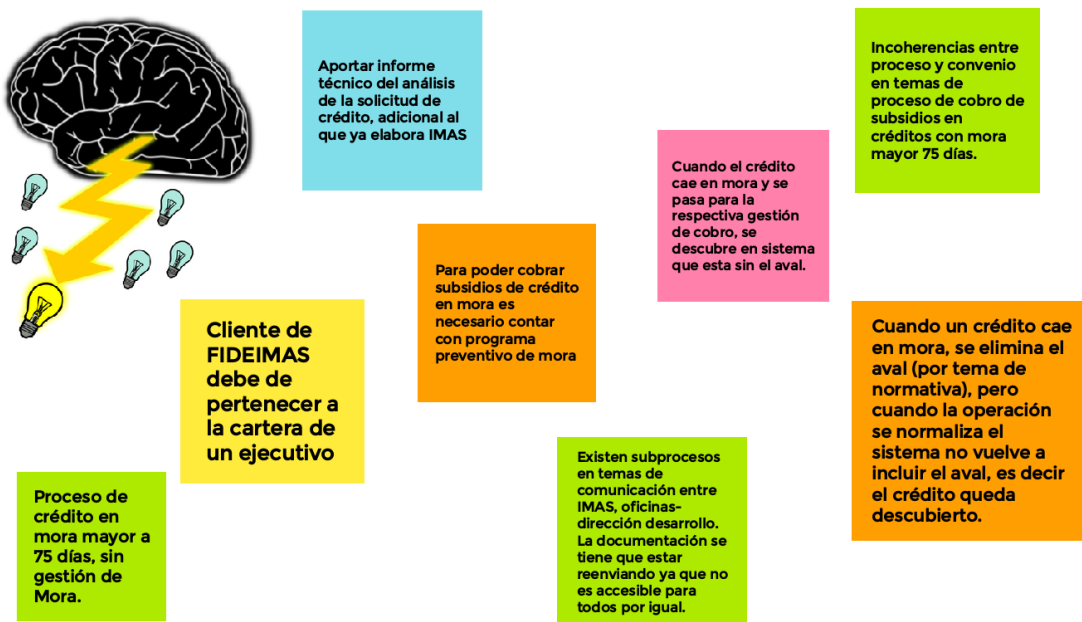 Aportar informe
técnico del análisis
de la solicitud de
crédito, adicional al
que ya elabora IMAS
Incoherencias entre
proceso y convenio
en temas de
proceso de cobro de
subsidios en
créditos con mora
mayor 75 días.
Cuando el crédito
cae en mora y se
pasa para la
respectiva gestión
de cobro, se
descubre en sistema
que esta sin el aval.
Para poder cobrar
subsidios de crédito
en mora es
necesario contar
con programa
preventivo de mora
Cliente de
FIDEIMAS
debe de
pertenecer a
la cartera de
un ejecutivo
Cuando un crédito cae
en mora, se elimina el
aval (por tema de
normativa), pero
cuando la operación
se normaliza el
sistema no vuelve a
incluir el aval, es decir
el crédito queda
descubierto.
Existen subprocesos
en temas de
comunicación entre
IMAS, oficinas-
dirección desarrollo.
La documentación se
tiene que estar
reenviando ya que no
es accesible para
todos por igual.
Proceso de
crédito en
mora mayor a
75 días, sin
gestión de
Mora.